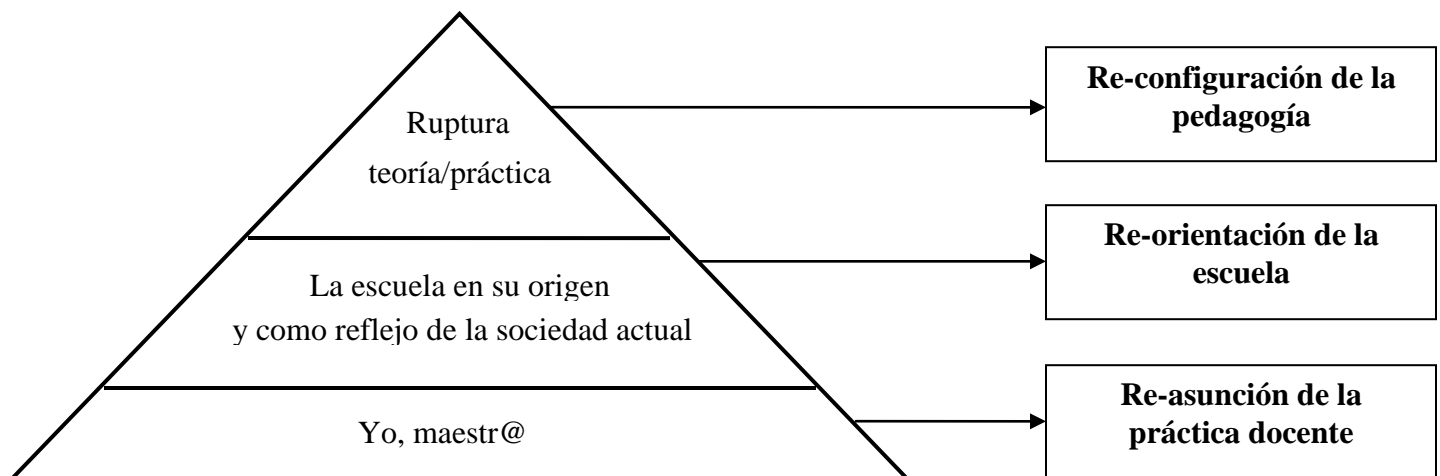 Ruptura
teoría/práctica
Re-configuración de la
pedagogía
La escuela en su origen
y como reflejo de la sociedad actual
Re-orientación de la
escuela
Yo, maestr@
Re-asunción de la
práctica docente